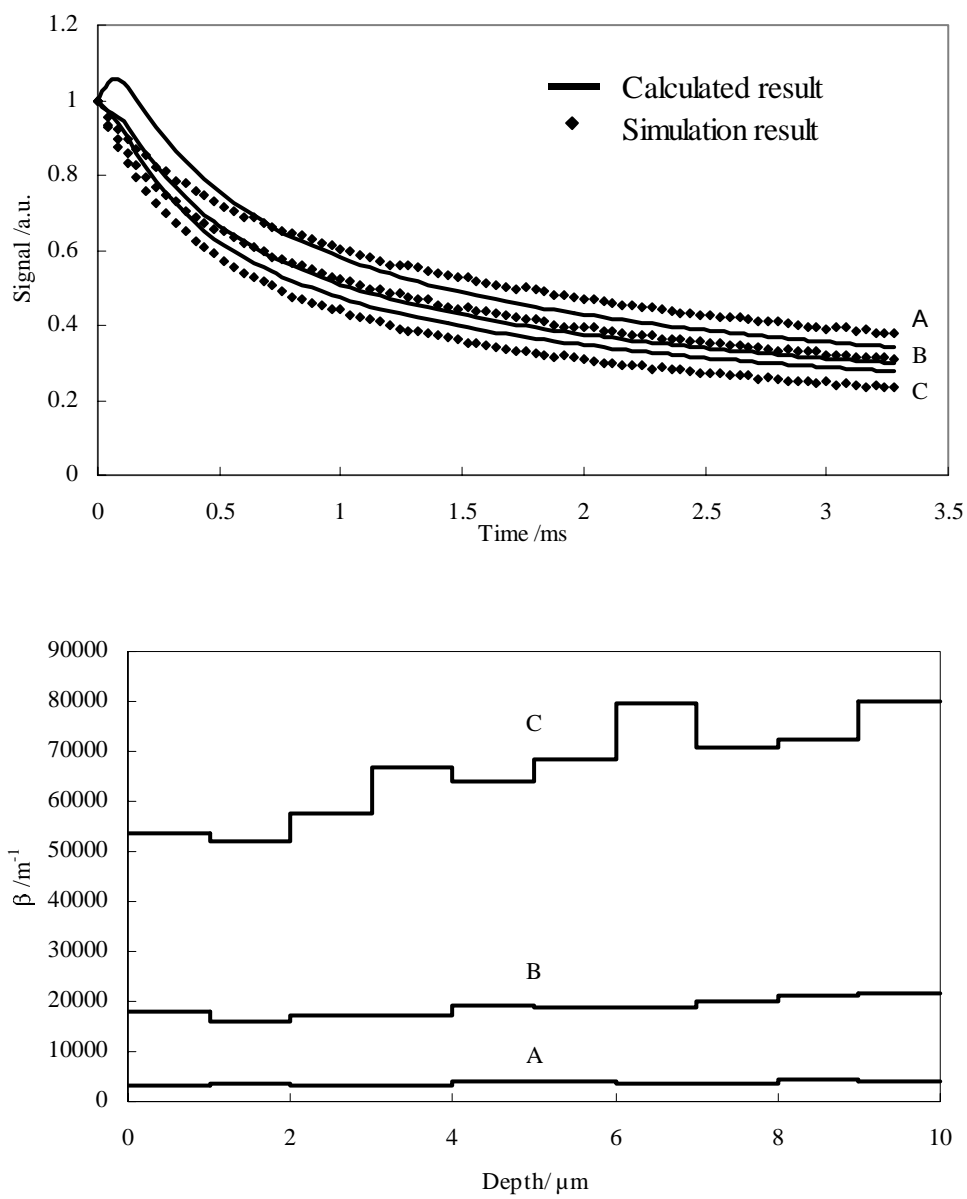 1.2
1
0.8
0.6
0.4
0.2
0
Signal /a.u.
Calculated result
Simulation result
A
B
C
0 0.5 1 1.5 2 2.5 3 3.5
Time /ms
90000
80000
70000
60000
50000
40000
30000
20000
10000
0
β /m⁻¹
C
B
A
0 2 4 6 8 10
Depth/ µm